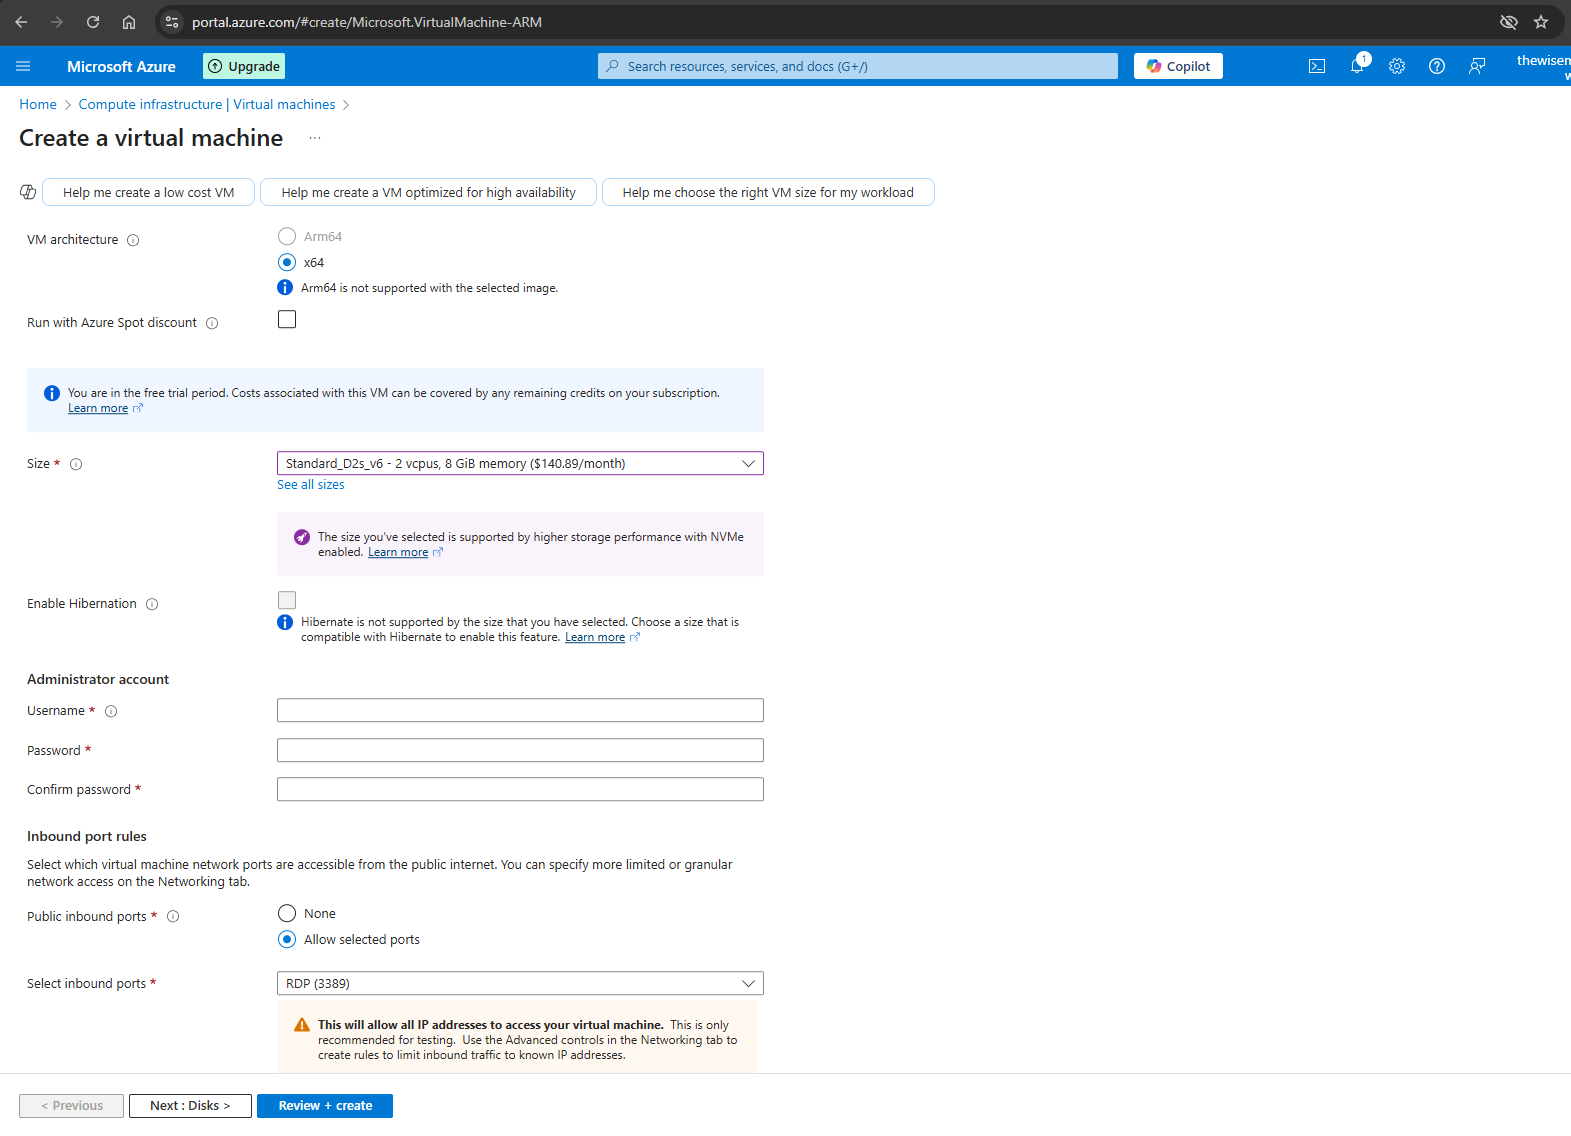 portal.azure.com/#create/Microsoft.VirtualMachine-ARM
Microsoft Azure
Upgrade
Search resources, services, and docs (G+/)
Copilot
1
Home > Compute infrastructure | Virtual machines >
Create a virtual machine ...
Help me create a low cost VM
Help me create a VM optimized for high availability
Help me choose the right VM size for my workload
VM architecture
Arm64
x64
Arm64 is not supported with the selected image.
Run with Azure Spot discount
You are in the free trial period. Costs associated with this VM can be covered by any remaining credits on your subscription.
Learn more
Size *
Standard_D2s_v6 - 2 vcpus, 8 GiB memory ($140.89/month)
See all sizes
The size you've selected is supported by higher storage performance with NVMe
enabled. Learn more
Enable Hibernation
Hibernate is not supported by the size that you have selected. Choose a size that is
compatible with Hibernate to enable this feature. Learn more
Administrator account
Username *
Password *
Confirm password *
Inbound port rules
Select which virtual machine network ports are accessible from the public internet. You can specify more limited or granular
network access on the Networking tab.
Public inbound ports *
None
Allow selected ports
Select inbound ports *
RDP (3389)
This will allow all IP addresses to access your virtual machine. This is only
recommended for testing. Use the Advanced controls in the Networking tab to
create rules to limit inbound traffic to known IP addresses.
< Previous
Next : Disks >
Review + create